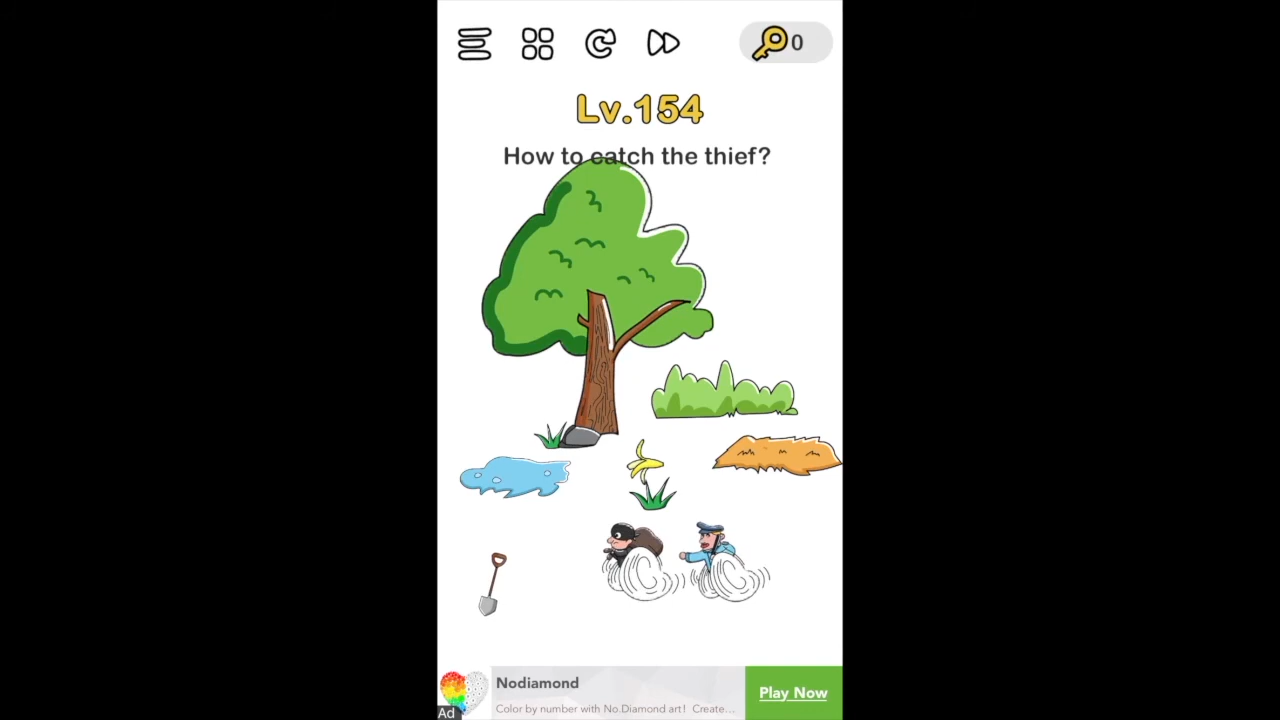 0
Lv.154
How to catch the thief?
Nodiamond
Color by number with No.Diamond art! Create...
Play Now
Ad